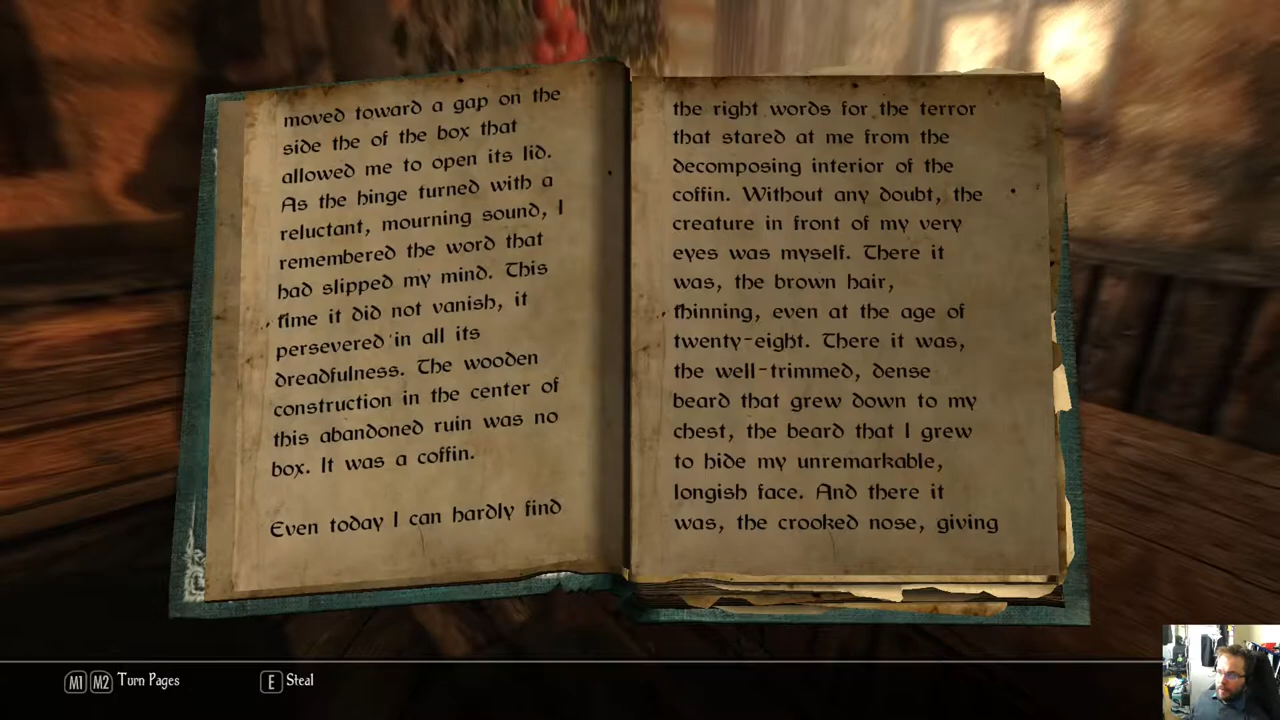 moved toward a gap on the
side the of the box that
allowed me to open its lid.
As the hinge turned with a
reluctant, mourning sound, I
remembered the word that
had slipped my mind. This
time it did not vanish, it
persevered in all its
dreadfulness. The wooden
construction in the center of
this abandoned ruin was no
box. It was a coffin.
Even today I can hardly find
the right words for the terror
that stared at me from the
decomposing interior of the
coffin. Without any doubt, the
creature in front of my very
eyes was myself. There it
was, the brown hair,
thinning, even at the age of
twenty-eight. There it was,
the well-trimmed, dense
beard that grew down to my
chest, the beard that I grew
to hide my unremarkable,
longish face. And there it
was, the crooked nose, giving
M1 M2 Turn Pages
E Steal